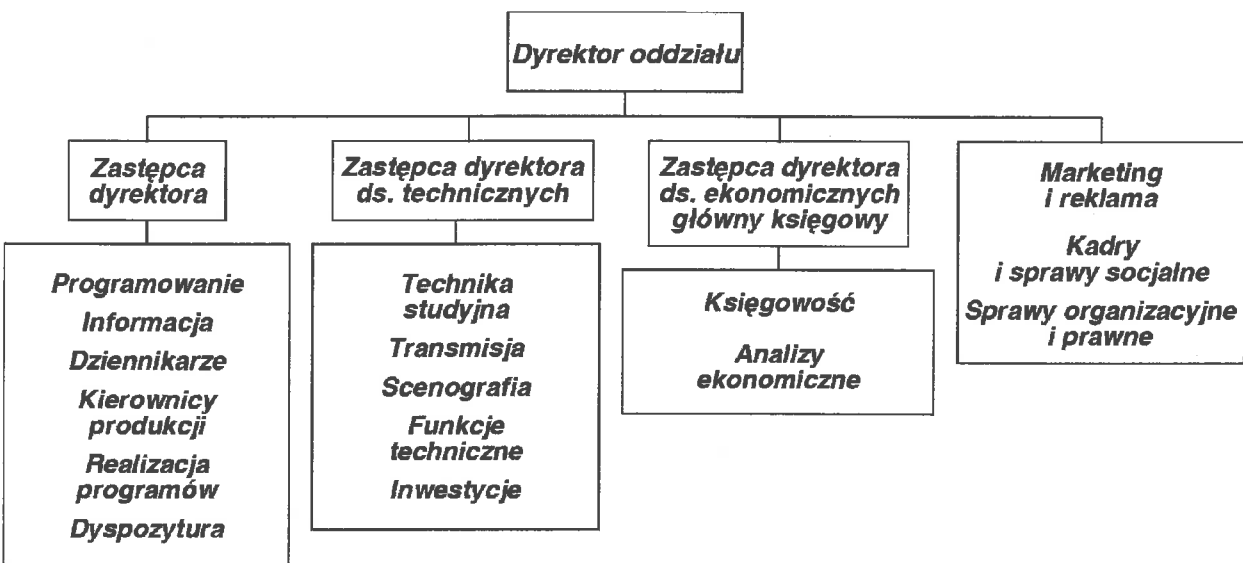 Dyrektor oddziału
Zastępca
dyrektora
Zastępca dyrektora
ds. technicznych
Zastępca dyrektora
ds. ekonomicznych
główny księgowy
Marketing
i reklama
Kadry
i sprawy socjalne
Sprawy organizacyjne
i prawne
Programowanie
Informacja
Dziennikarze
Kierownicy
produkcji
Realizacja
programów
Dyspozytura
Technika
studyjna
Transmisja
Scenografia
Funkcje
techniczne
Inwestycje
Księgowość
Analizy
ekonomiczne